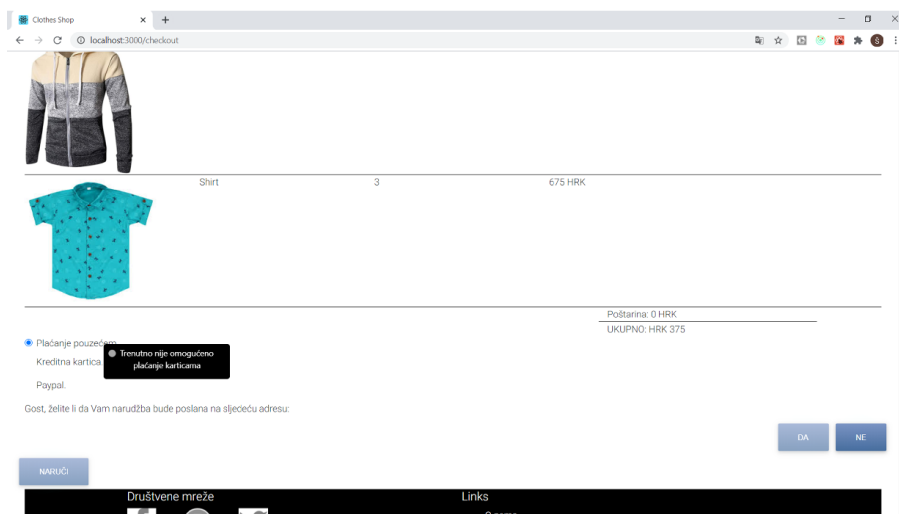 Clothes Shop
localhost:3000/checkout
Š
Shirt 3 675 HRK
Poštarina: 0 HRK
UKUPNO: HRK 375
Plaćanje pouzećem
Trenutno nije omogućeno
plaćanje karticama
Kreditna kartica
Paypal.
Gost, želite li da Vam narudžba bude poslana na sljedeću adresu:
DA NE
NARUČI
Društvene mreže Links